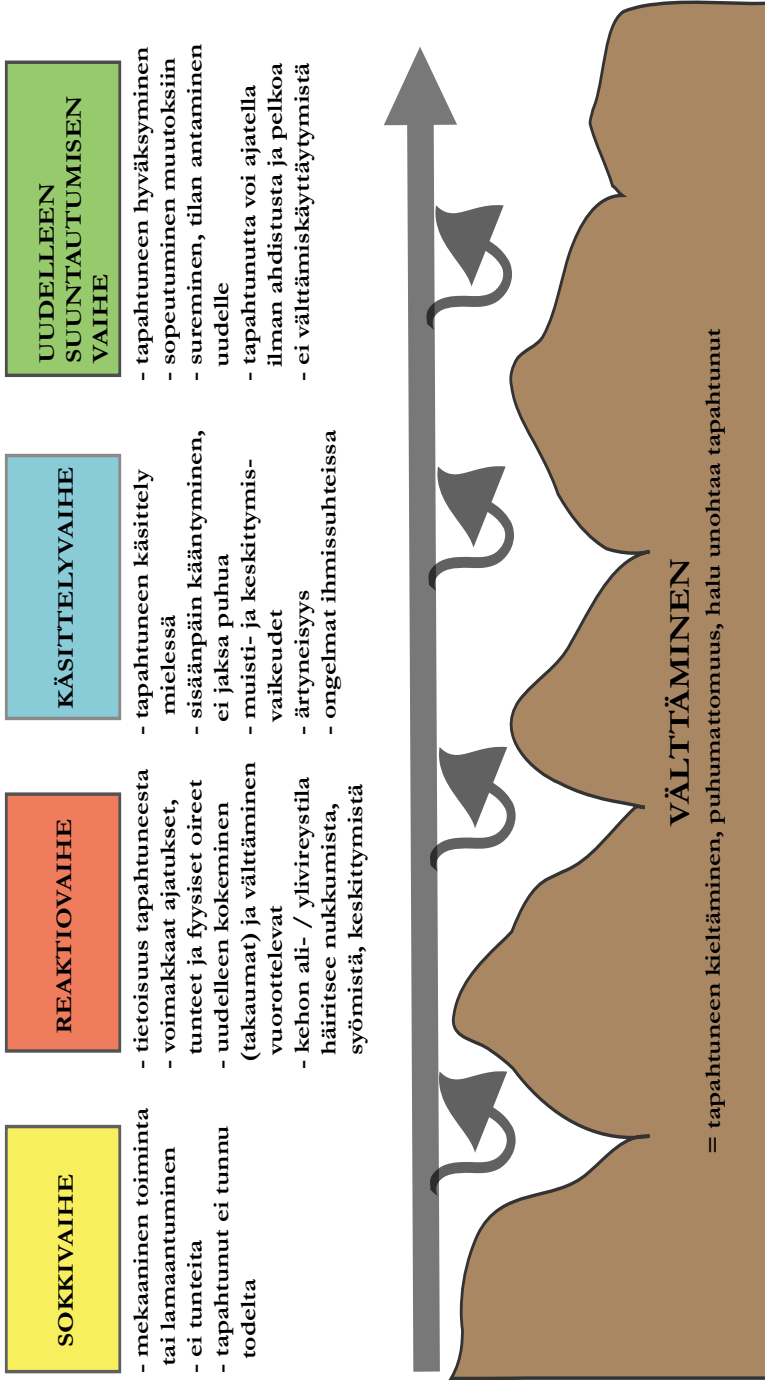 SOKKIVAIHE
- mekaaninen toiminta
tai lamaantuminen
- ei tunteita
- tapahtunut ei tunnu
todelta
REAKTIOVAIHE
- tietoisuus tapahtuneesta
- voimakkaat ajatukset,
tunteet ja fyysiset oireet
- uudelleen kokeminen
(takaumat) ja välttäminen
vuorottelevat
- kehon ali- / ylivireystila
häiritsee nukkumista,
syömistä, keskittymistä
KÄSITTELYVAIHE
- tapahtuneen käsittely
mielessä
- sisäänpäin kääntyminen,
ei jaksa puhua
- muisti- ja keskittymis-
vaikeudet
- ärtyneisyys
- ongelmat ihmissuhteissa
UUDELLEEN
SUUNTAUTUMISEN
VAIHE
- tapahtuneen hyväksyminen
- sopeutuminen muutoksiin
- sureminen, tilan antaminen
uudelle
- tapahtunutta voi ajatella
ilman ahdistusta ja pelkoa
- ei välttämiskäyttäytymistä
VÄLTTÄMINEN
= tapahtuneen kieltäminen, puhumattomuus, halu unohtaa tapahtunut